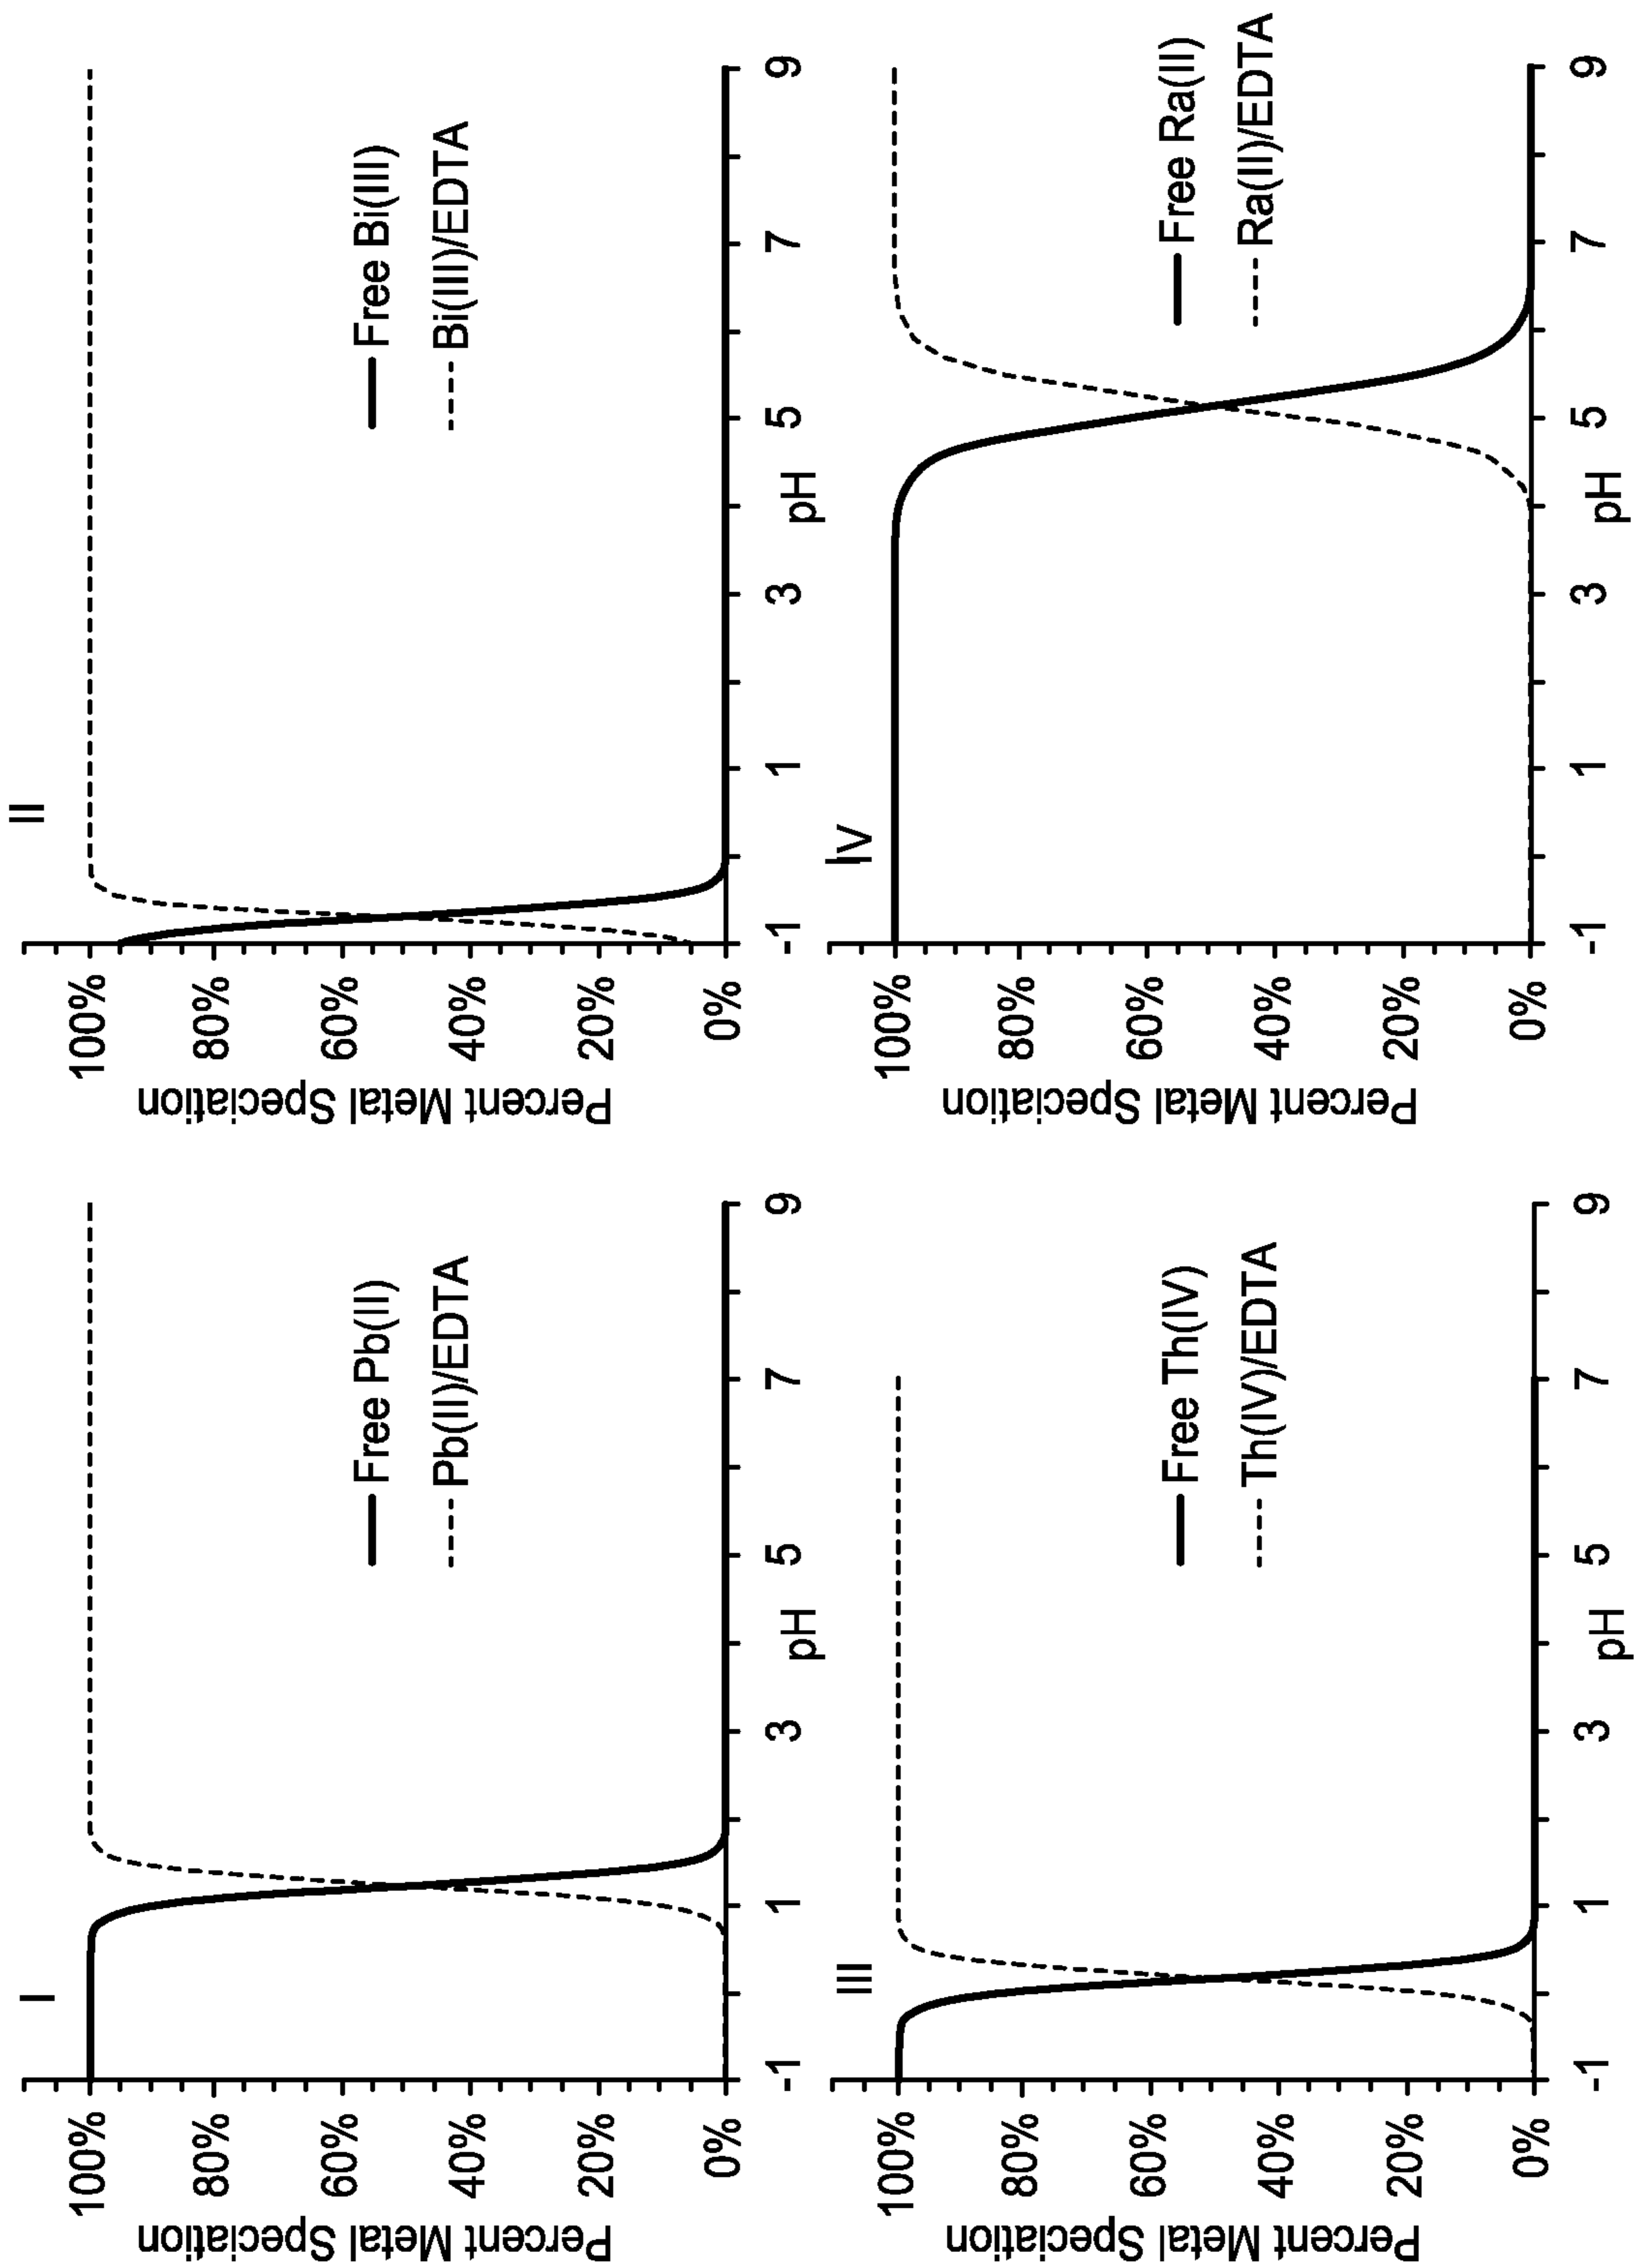 I
Percent Metal Speciation
100%
80%
60%
40%
20%
0%
Free Pb(II)
Pb(II)/EDTA
-1
1
3
5
7
9
pH
II
Percent Metal Speciation
100%
80%
60%
40%
20%
0%
Free Bi(III)
Bi(III)/EDTA
-1
1
3
5
7
9
pH
III
Percent Metal Speciation
100%
80%
60%
40%
20%
0%
Free Th(IV)
Th(IV)/EDTA
-1
1
3
5
7
9
pH
IV
Percent Metal Speciation
100%
80%
60%
40%
20%
0%
Free Ra(II)
Ra(II)/EDTA
-1
1
3
5
7
9
pH